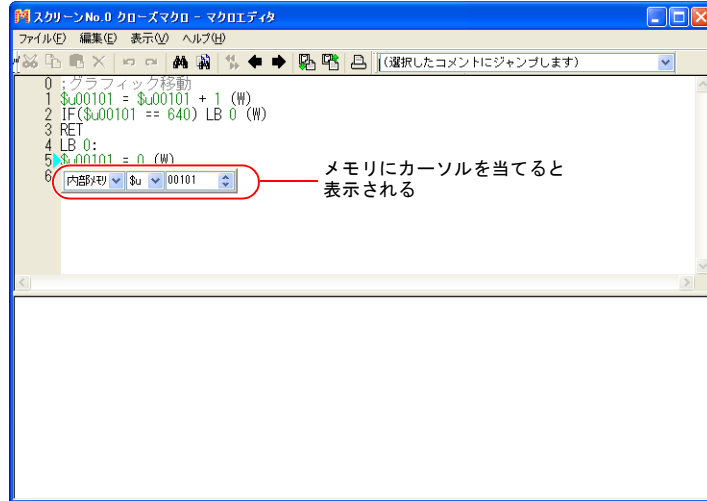 スクリーンNo.0 クローズマクロ - マクロエディタ
ファイル(F) 編集(E) 表示(V) ヘルプ(H)
(選択したコメントにジャンプします)
0 ;グラフィック移動
1 $u00101 = $u00101 + 1 (W)
2 IF($u00101 == 640) LB 0 (W)
3 RET
4 LB 0:
5 $u00101 = 0 (W)
6
内部メモリ $u 00101
メモリにカーソルを当てると
表示される